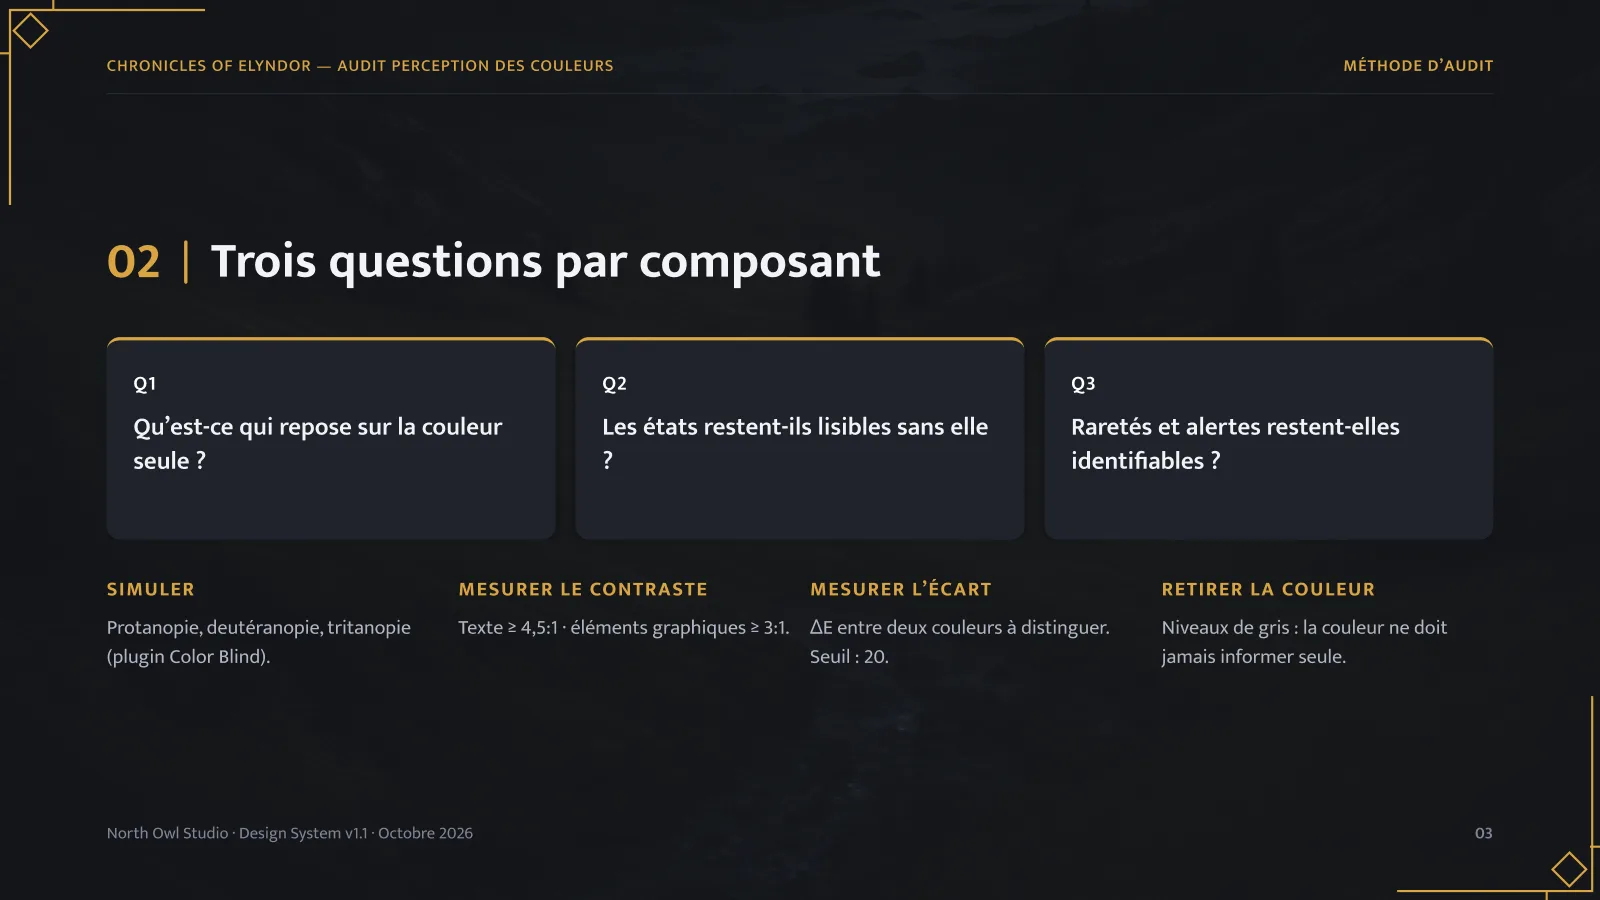 CHRONICLES OF ELYNDOR — AUDIT PERCEPTION DES COULEURS
MÉTHODE D’AUDIT
02 | Trois questions par composant
Q1
Qu’est-ce qui repose sur la couleur
seule ?
Q2
Les états restent-ils lisibles sans elle
?
Q3
Raretés et alertes restent-elles
identifiables ?
SIMULER
Protanopie, deutéranopie, tritanopie
(plugin Color Blind).
MESURER LE CONTRASTE
Texte ≥ 4,5:1 · éléments graphiques ≥ 3:1.
MESURER L’ÉCART
ΔE entre deux couleurs à distinguer.
Seuil : 20.
RETIRER LA COULEUR
Niveaux de gris : la couleur ne doit
jamais informer seule.
North Owl Studio · Design System v1.1 · Octobre 2026
03